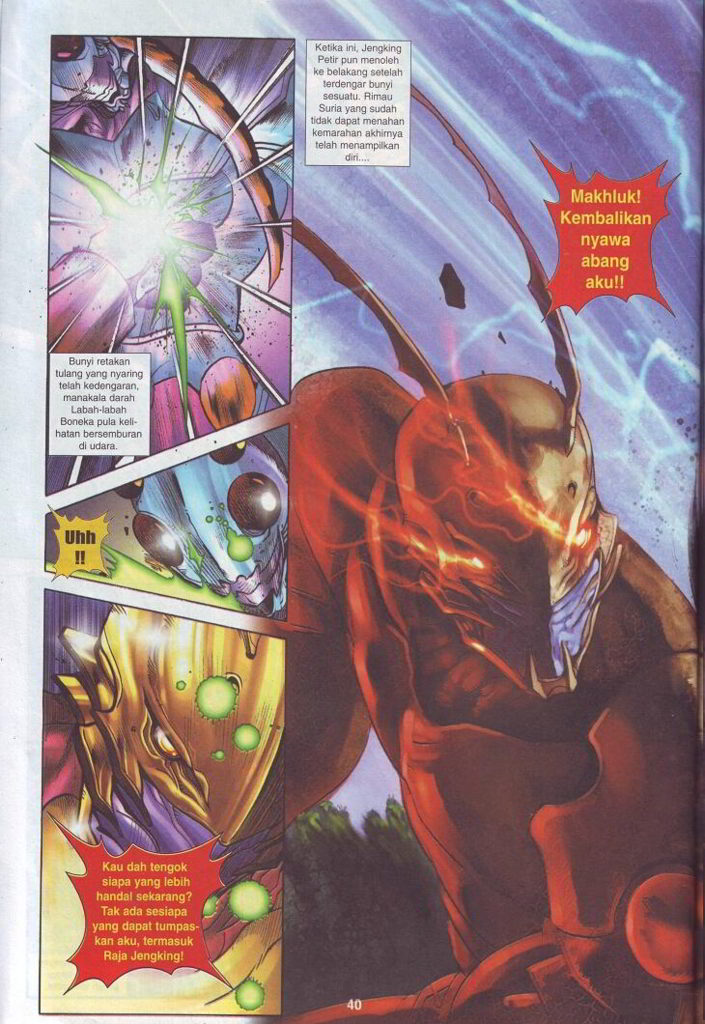 Ketika ini, Jengking
Petir pun menoleh
ke belakang setelah
terdengar bunyi
sesuatu. Rimau
Suria yang sudah
tidak dapat menahan
kemarahan akhirnya
telah menampilkan
diri....
Makhluk!
Kembalikan
nyawa
abang
aku!!
Bunyi retakan
tulang yang nyaring
telah kedengaran,
manakala darah
Labah-labah
Boneka pula keli-
hatan bersemburan
di udara.
Uhh
!!
Kau dah tengok
siapa yang lebih
handal sekarang?
Tak ada sesiapa
yang dapat tumpas-
kan aku, termasuk
Raja Jengking!
40